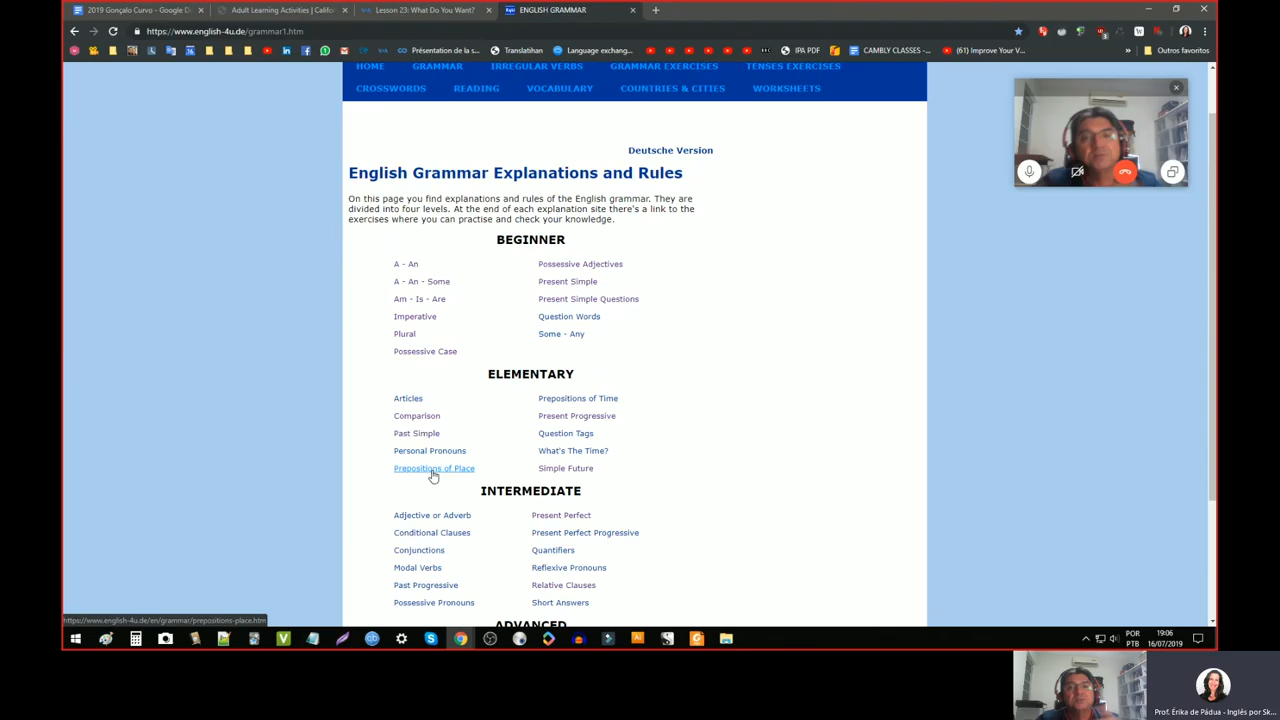 2019 Gonçalo Curvo - Google D
Adult Learning Activities | Califor
Lesson 23: What Do You Want?
ENGLISH GRAMMAR
https://www.english-4u.de/grammar1.htm
Présentation de la s...
Translatihan
Language exchang...
IPA PDF
CAMBLY CLASSES -...
(61) Improve Your V...
»
Outros favoritos
HOME GRAMMAR IRREGULAR VERBS GRAMMAR EXERCISES TENSES EXERCISES
CROSSWORDS READING VOCABULARY COUNTRIES & CITIES WORKSHEETS
Deutsche Version
English Grammar Explanations and Rules
On this page you find explanations and rules of the English grammar. They are
divided into four levels. At the end of each explanation site there's a link to the
exercises where you can practise and check your knowledge.
BEGINNER
A - An Possessive Adjectives
A - An - Some Present Simple
Am - Is - Are Present Simple Questions
Imperative Question Words
Plural Some - Any
Possessive Case
ELEMENTARY
Articles Prepositions of Time
Comparison Present Progressive
Past Simple Question Tags
Personal Pronouns What's The Time?
Prepositions of Place Simple Future
INTERMEDIATE
Adjective or Adverb Present Perfect
Conditional Clauses Present Perfect Progressive
Conjunctions Quantifiers
Modal Verbs Reflexive Pronouns
Past Progressive Relative Clauses
Possessive Pronouns Short Answers
ADVANCED
https://www.english-4u.de/en/grammar/prepositions-place.htm
POR
PTB
19:06
16/07/2019
Prof. Érika de Pádua - Inglês por Sk...